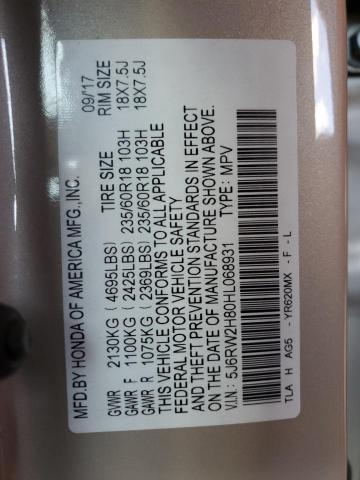 MFD.BY HONDA OF AMERICA MFG.,INC. 09/17
TIRE SIZE RIM SIZE
GVWR 2130KG ( 4695LBS)
GAWR F 1100KG ( 2425LBS) 235/60R18 103H 18X7.5J
GAWR R 1075KG ( 2369LBS) 235/60R18 103H 18X7.5J
THIS VEHICLE CONFORMS TO ALL APPLICABLE
FEDERAL MOTOR VEHICLE SAFETY
AND THEFT PREVENTION STANDARDS IN EFFECT
ON THE DATE OF MANUFACTURE SHOWN ABOVE.
V.I.N.: 5J6RW2H80HL068931 TYPE: MPV
TLA H AG5 -YR620MX - F - L